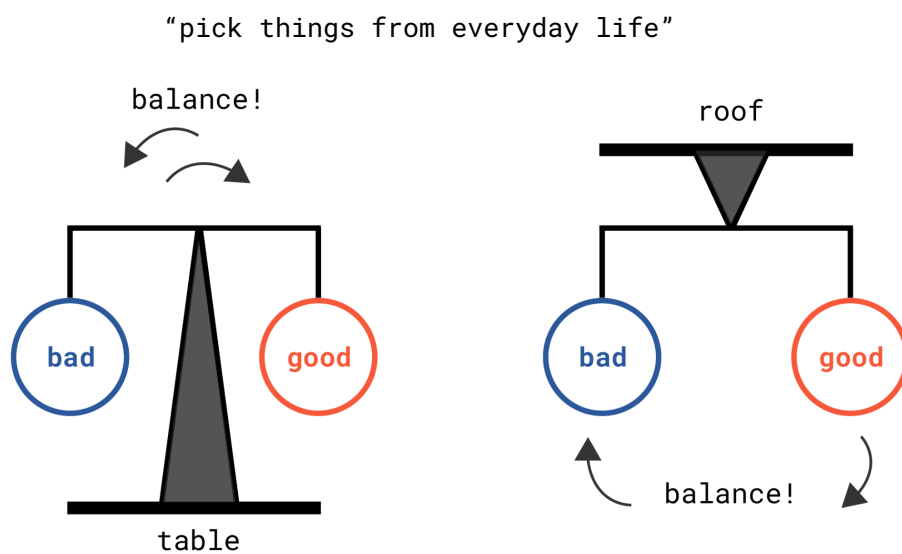 “pick things from everyday life”
balance!
bad
good
table
roof
bad
good
balance!